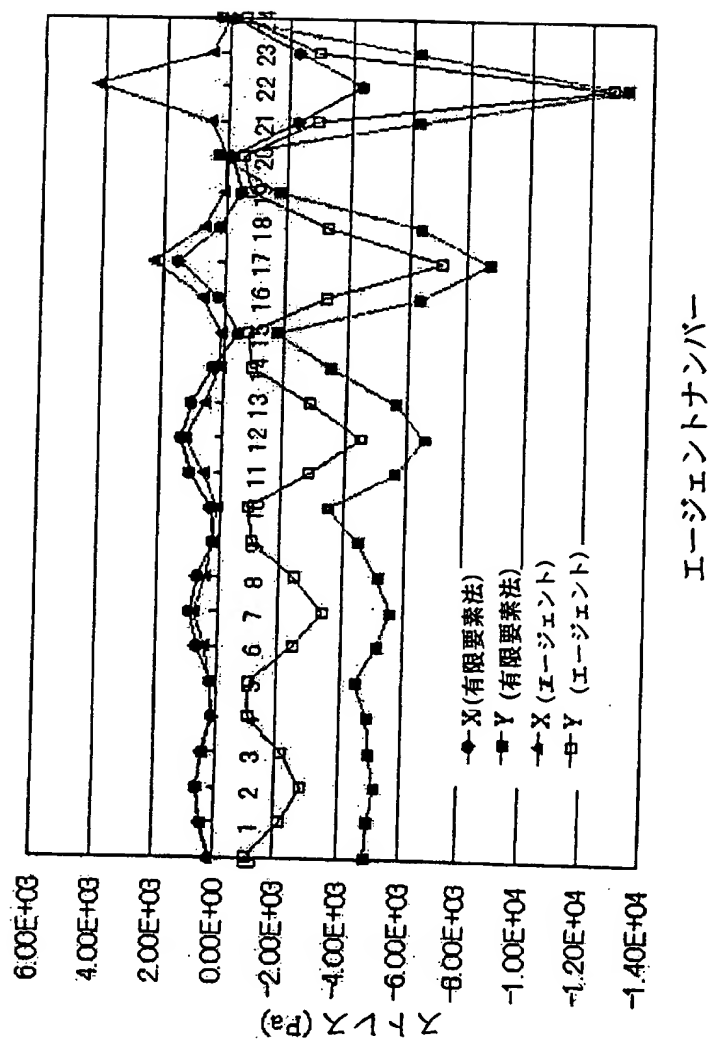 6.00E+03
4.00E+03
2.00E+03
0.00E+00
-2.00E+03
-4.00E+03
-6.00E+03
-8.00E+03
-1.00E+04
-1.20E+04
-1.40E+04
ストレス(Pa)
1 2 3 5 6 7 8 9 10 11 12 13 14 15 16 17 18 19 20 21 22 23 24
X(有限要素法)
Y (有限要素法)
X (エージェント)
Y (エージェント)
エージェントナンバー